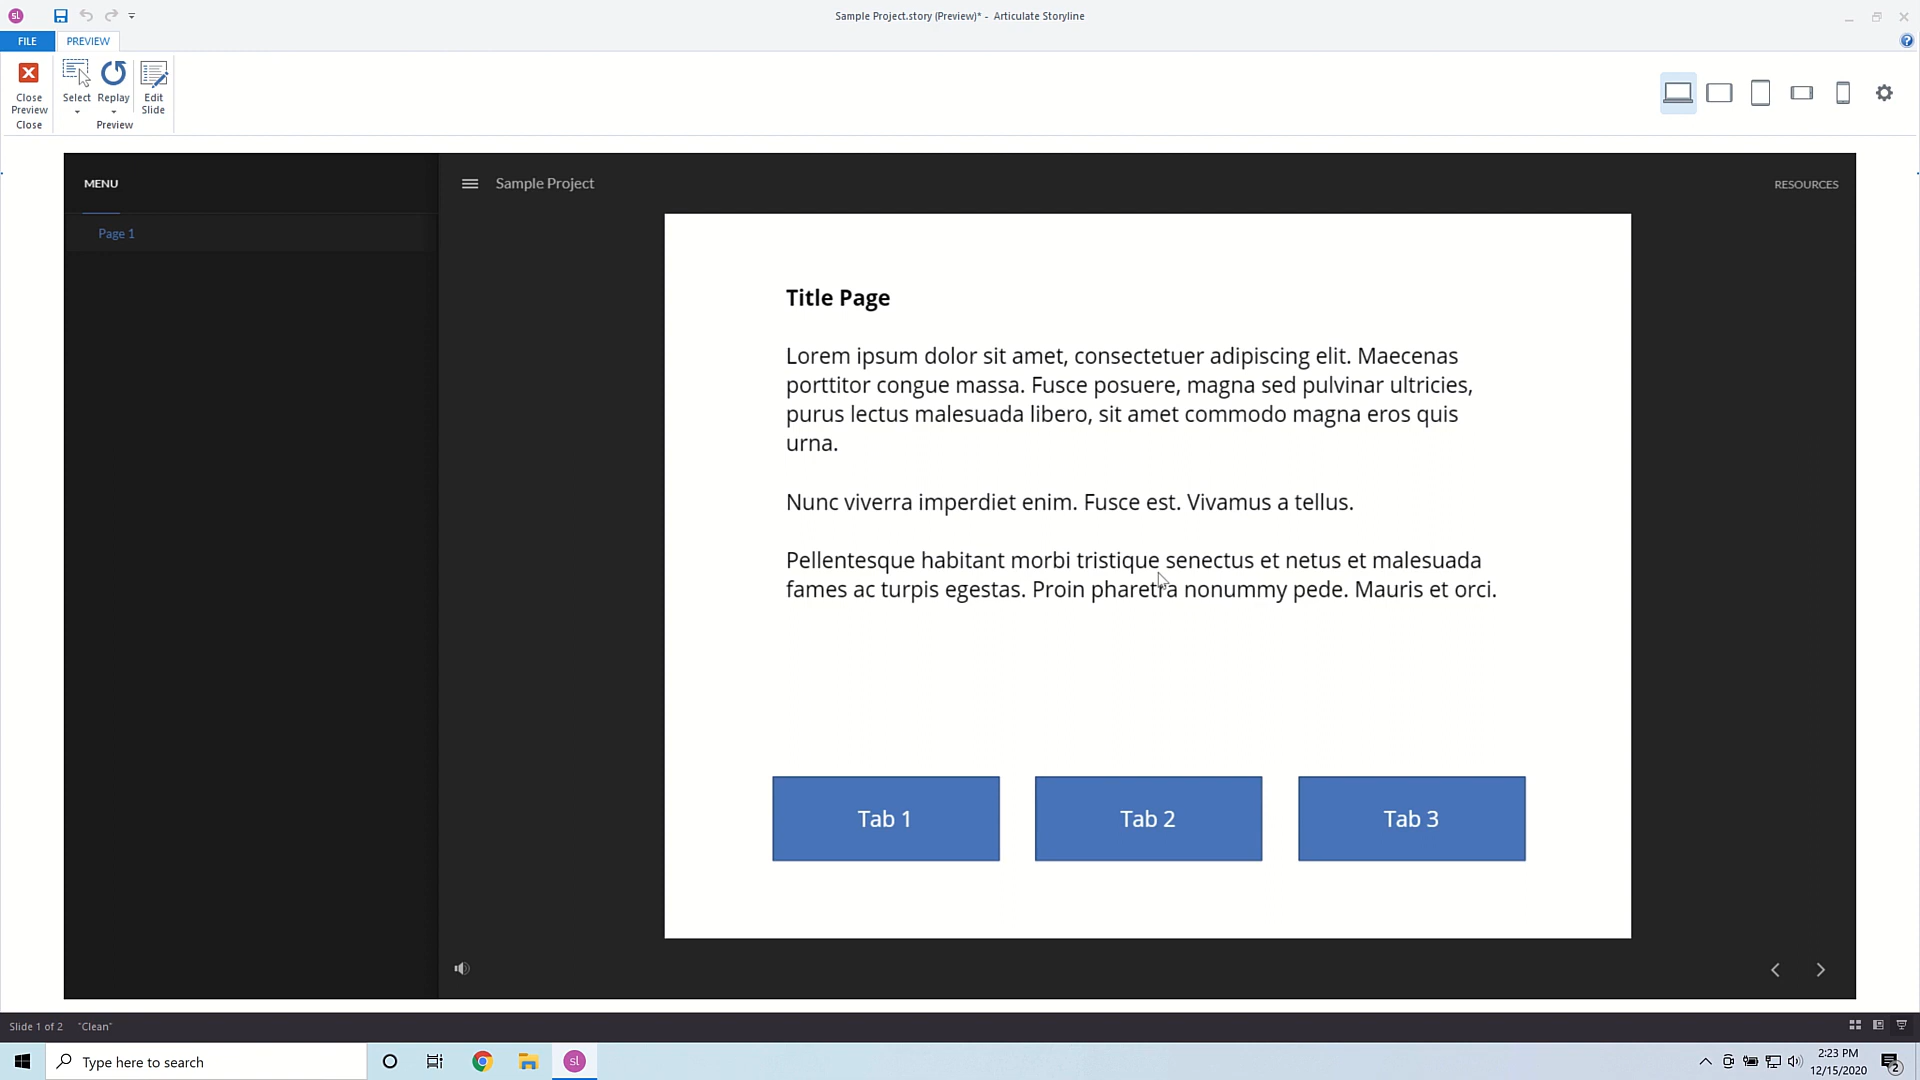 sl
Sample Project.story (Preview)* - Articulate Storyline
FILE
PREVIEW
?
Close
Preview
Select
Replay
Edit
Slide
Close
Preview
MENU
Sample Project
RESOURCES
Page 1
Title Page
Lorem ipsum dolor sit amet, consectetuer adipiscing elit. Maecenas
porttitor congue massa. Fusce posuere, magna sed pulvinar ultricies,
purus lectus malesuada libero, sit amet commodo magna eros quis
urna.
Nunc viverra imperdiet enim. Fusce est. Vivamus a tellus.
Pellentesque habitant morbi tristique senectus et netus et malesuada
fames ac turpis egestas. Proin pharetra nonummy pede. Mauris et orci.
Tab 1
Tab 2
Tab 3
Slide 1 of 2
"Clean"
Type here to search
sl
2:23 PM
12/15/2020
2